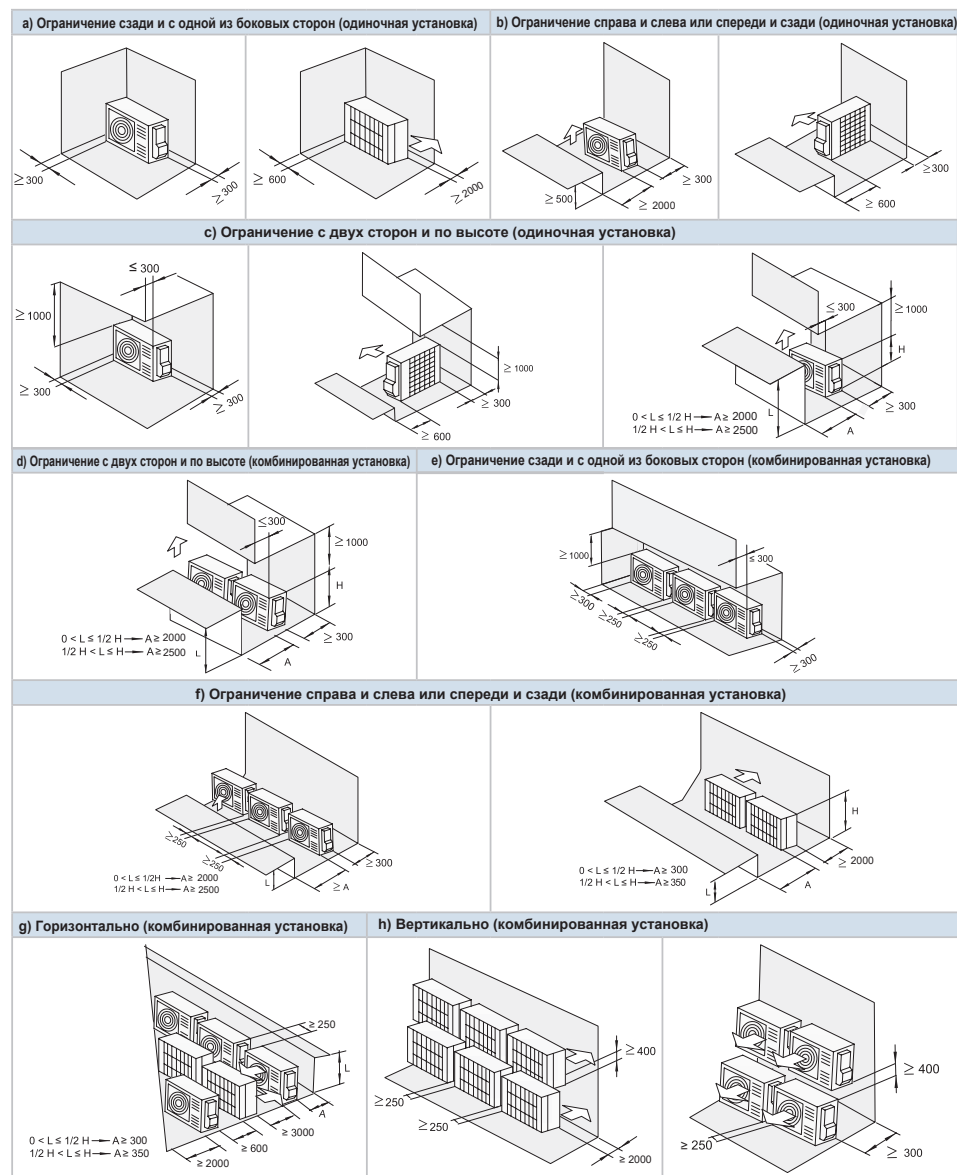 a) Ограничение сзади и с одной из боковых сторон (одиночная установка)
b) Ограничение справа и слева или спереди и сзади (одиночная установка)
≥300
≥300
≥ 600
≥2000
≥500
≥ 2000
≥ 300
≥300
≥ 600
c) Ограничение с двух сторон и по высоте (одиночная установка)
≤ 300
≥1000
≥ 300
≥ 300
≥ 1000
≥ 300
≥ 600
≤ 300
≥1000
H
L
≥ 300
A
0 < L ≤ 1/2 H → A ≥ 2000
1/2 H < L ≤ H → A ≥ 2500
d) Ограничение с двух сторон и по высоте (комбинированная установка)
e) Ограничение сзади и с одной из боковых сторон (комбинированная установка)
≤300
≥1000
H
≥ 300
L
A
0 < L ≤ 1/2 H → A ≥ 2000
1/2 H < L ≤ H → A ≥ 2500
≥1000
≤ 300
≥300
≥250
≥250
≥ 300
f) Ограничение справа и слева или спереди и сзади (комбинированная установка)
≥250
≥250
≥ 300
L
≥ A
0 < L ≤ 1/2H → A ≥ 2000
1/2 H < L ≤ H → A ≥ 2500
H
≥ 2000
L
A
0 < L ≤ 1/2 H → A ≥ 300
1/2 H < L ≤ H → A ≥ 350
g) Горизонтально (комбинированная установка)
h) Вертикально (комбинированная установка)
≥ 250
L
A
≥ 3000
≥ 600
≥ 2000
0 < L ≤ 1/2 H → A ≥ 300
1/2 H < L ≤ H → A ≥ 350
≥ 400
≥250
≥250
≥ 2000
≥ 400
≥ 250
≥ 300